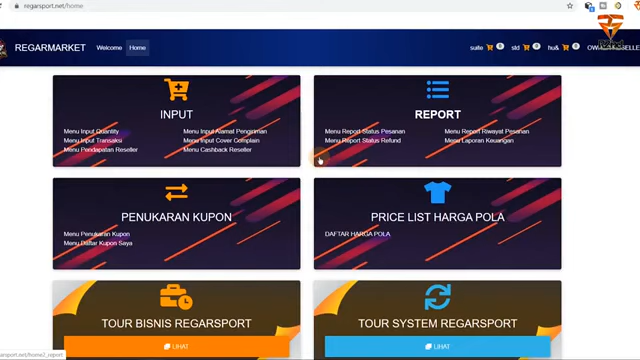 regarsport.net/home
REGARMARKET Welcome Home suite 0 std 0 hu& 0
INPUT
Menu Input Quantity Menu Input Alamat Pengiriman
Menu Input Transaksi Menu Input Cover Complain
Menu Pendapatan Reseller Menu Cashback Reseller
REPORT
Menu Report Status Pesanan Menu Report Riwayat Pesanan
Menu Report Status Refund Menu Laporan Keuangan
PENUKARAN KUPON
Menu Penukaran Kupon
Menu Daftar Kupon Saya
PRICE LIST HARGA POLA
DAFTAR HARGA POLA
TOUR BISNIS REGARSPORT
LIHAT
TOUR SYSTEM REGARSPORT
LIHAT
arsport.net/home2_report